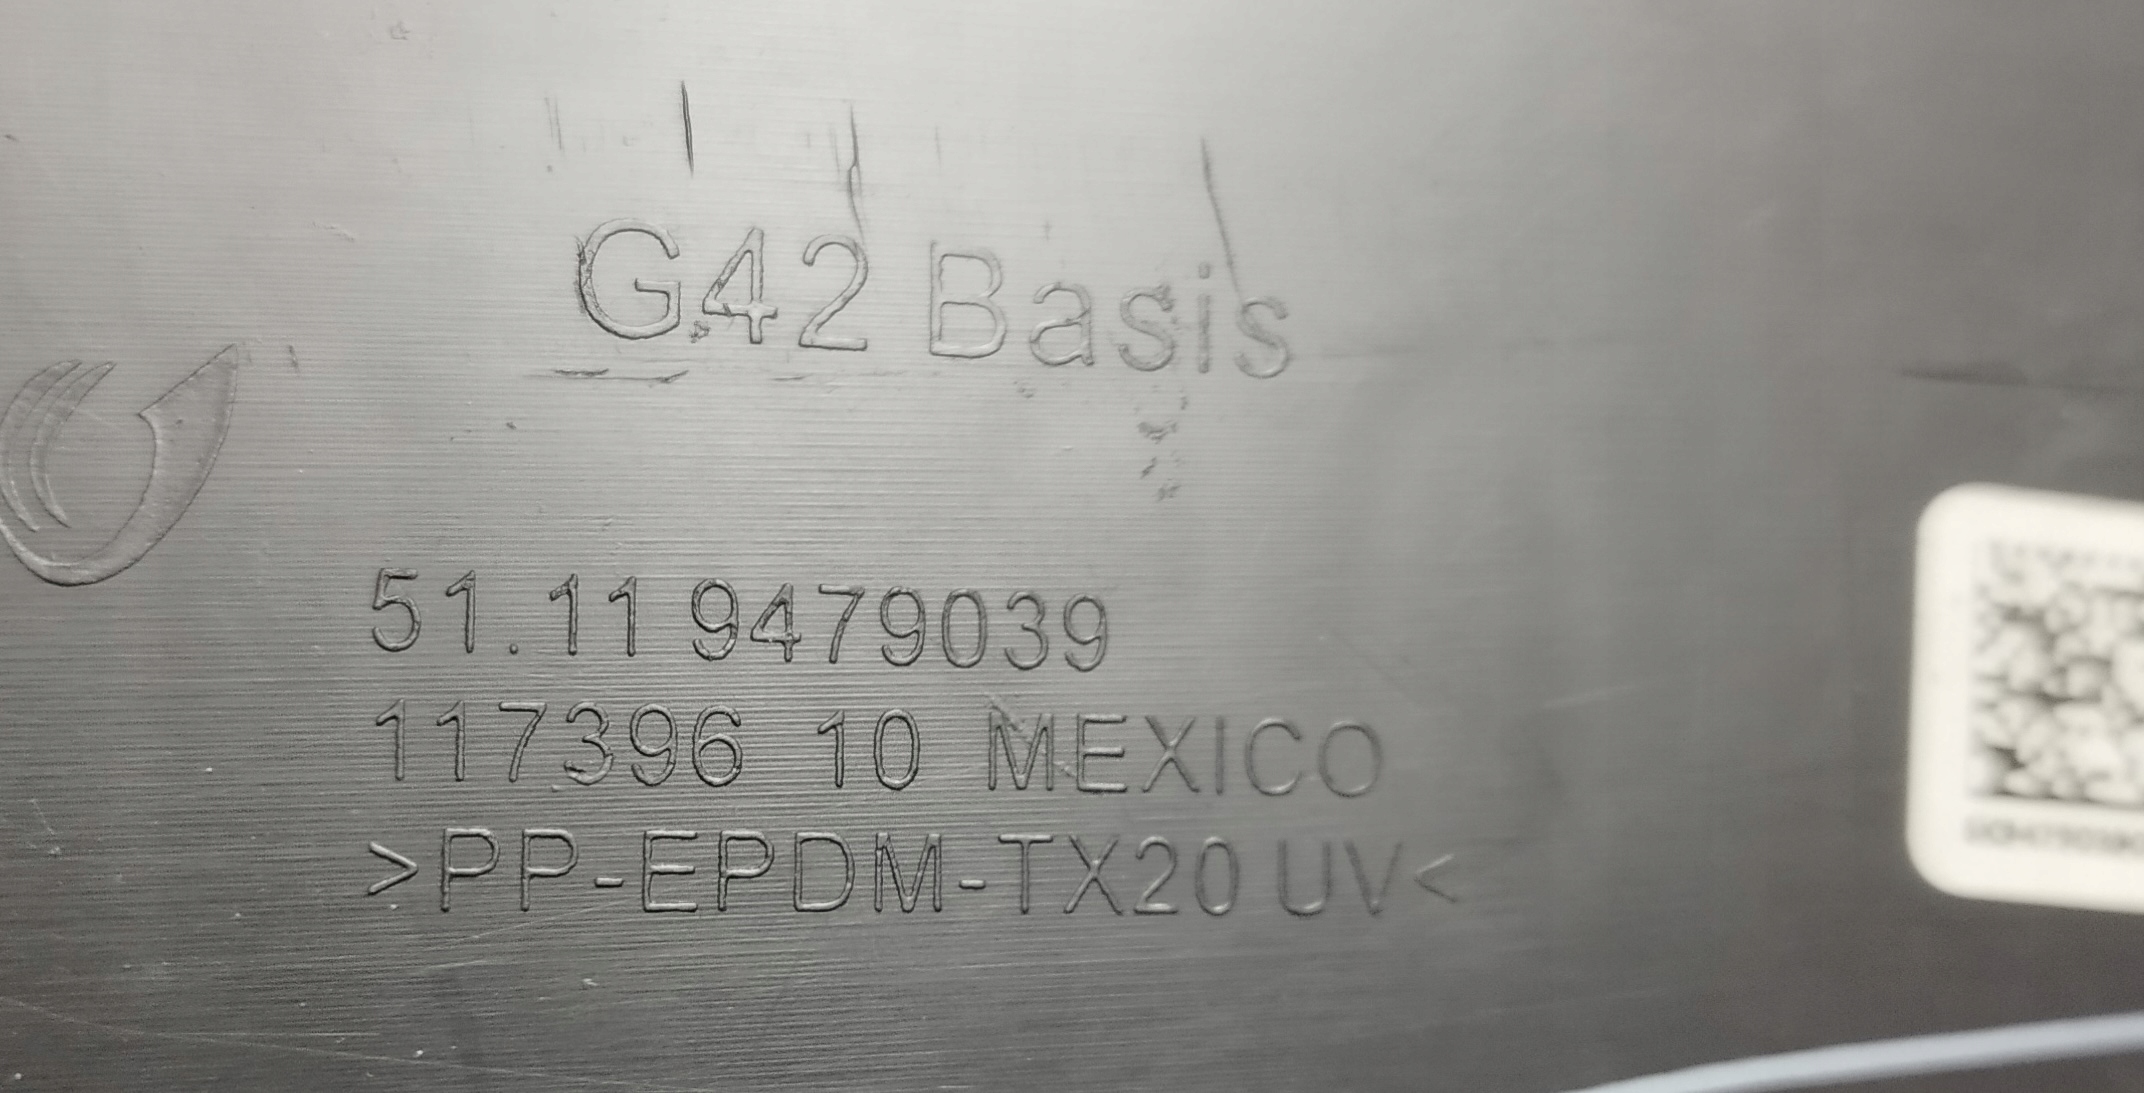 G42 Basis
51.11 9479039
117396 10 MEXICO
>PP-EPDM-TX20 UV<